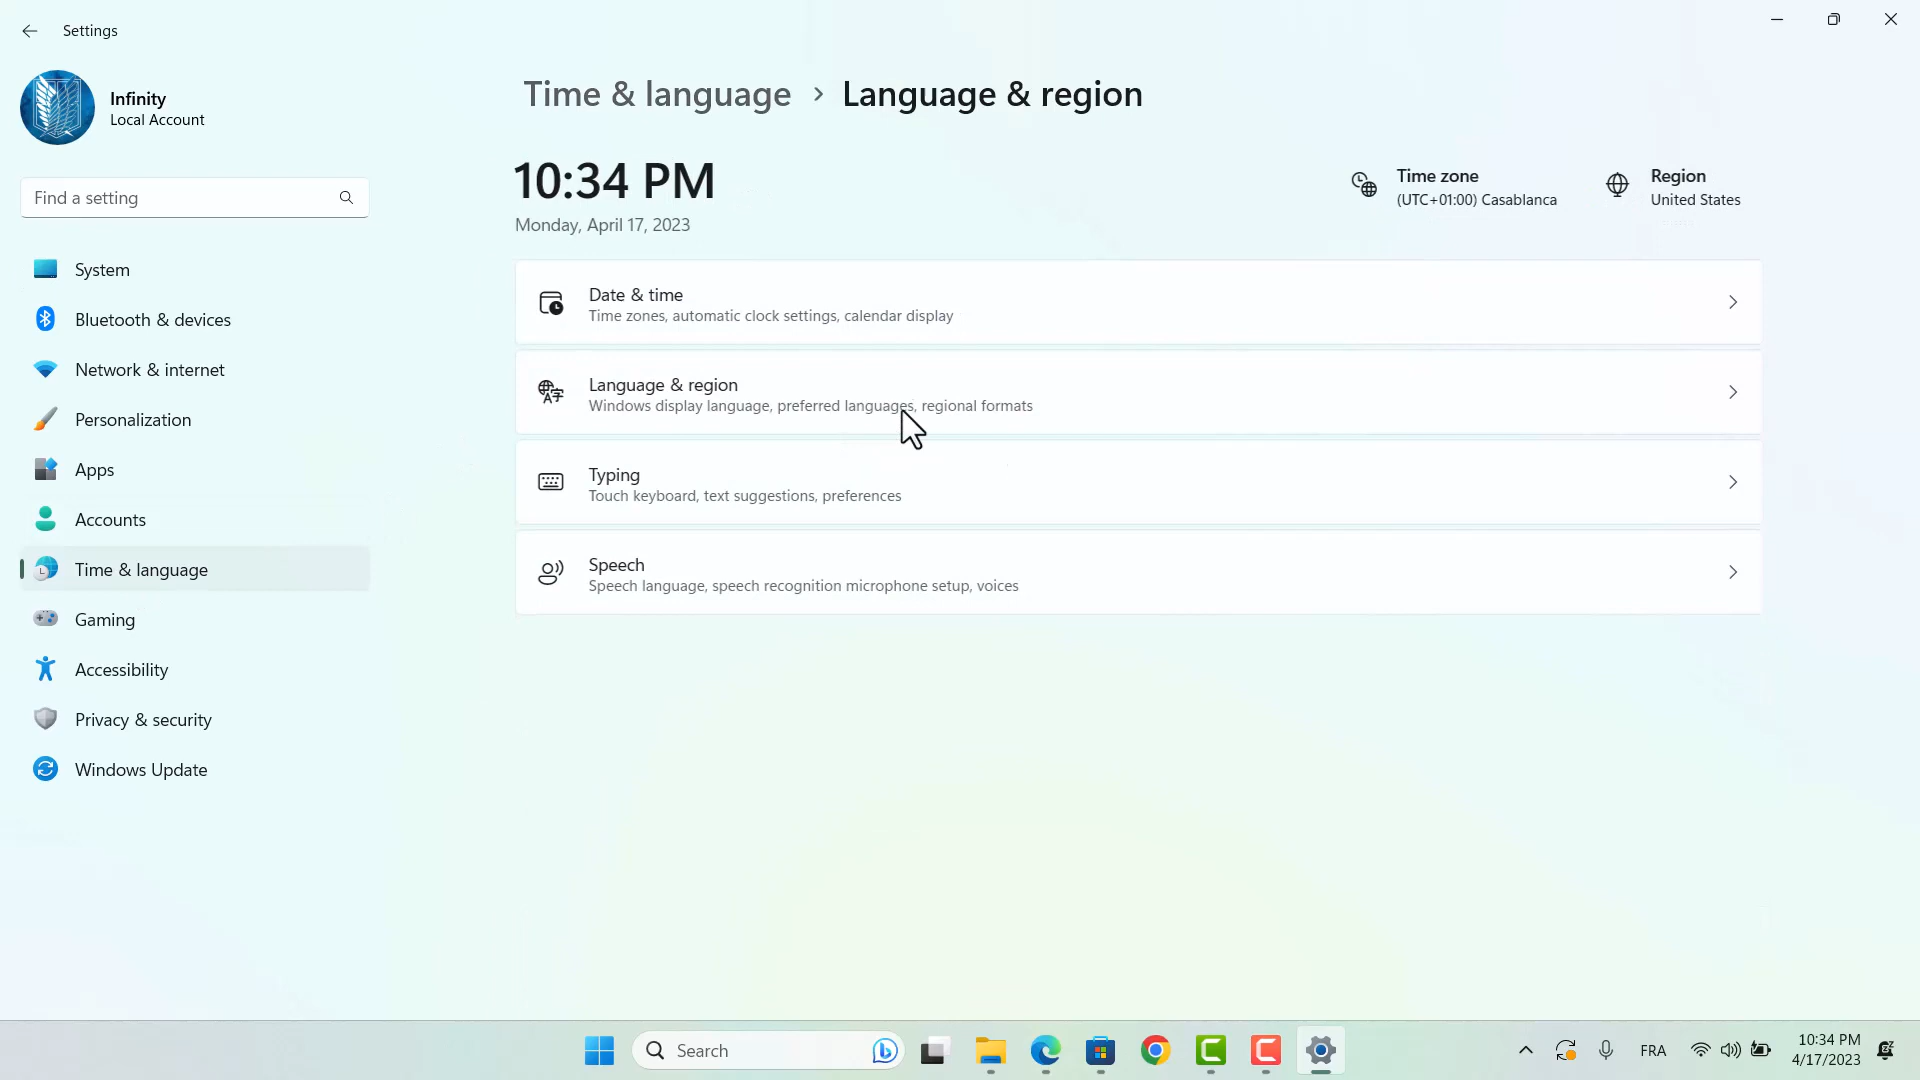 Settings
Infinity
Local Account
Find a setting
System
Bluetooth & devices
Network & internet
Personalization
Apps
Accounts
Time & language
Gaming
Accessibility
Privacy & security
Windows Update
Time & language > Language & region
10:34 PM
Monday, April 17, 2023
Time zone
(UTC+01:00) Casablanca
Region
United States
Date & time
Time zones, automatic clock settings, calendar display
Language & region
Windows display language, preferred languages, regional formats
Typing
Touch keyboard, text suggestions, preferences
Speech
Speech language, speech recognition microphone setup, voices
Search
FRA
10:34 PM
4/17/2023